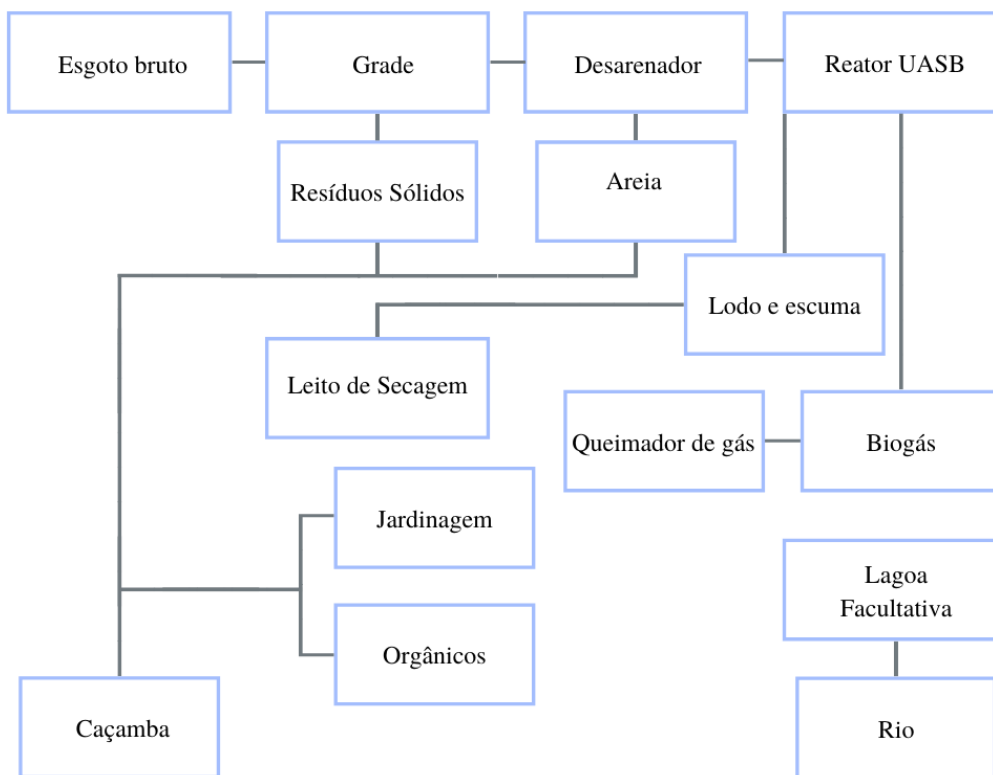 Esgoto bruto
Grade
Desarenador
Reator UASB
Resíduos Sólidos
Areia
Lodo e escuma
Leito de Secagem
Queimador de gás
Biogás
Jardinagem
Lagoa
Facultativa
Orgânicos
Caçamba
Rio